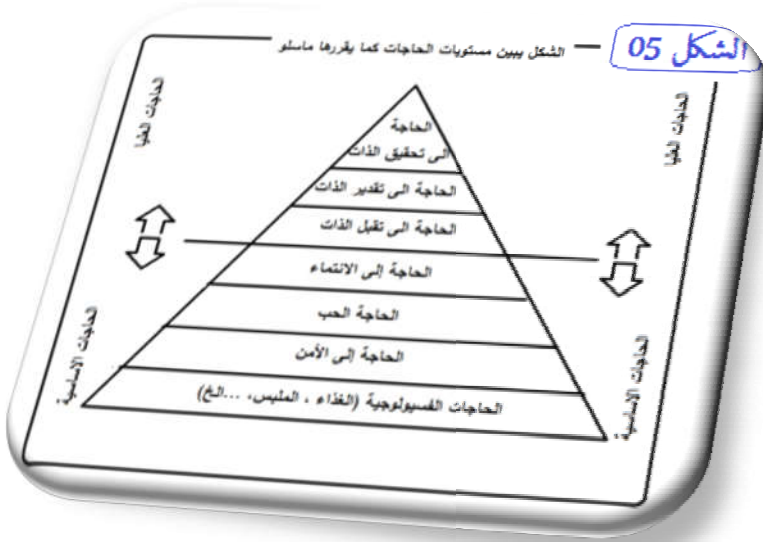 الشكل 05
الشكل يبين مستويات الحاجات كما يقررها ماسلو
الحاجات العليا
الحاجات العليا
الحاجة
الى تحقيق الذات
الحاجة الى تقدير الذات
الحاجة الى تقبل الذات
الحاجة إلى الانتماء
الحاجة الحب
الحاجة إلى الأمن
الحاجات الفسيولوجية (الغذاء ، الملبس، ...الخ)
الحاجات الاساسية
الحاجات الاساسية